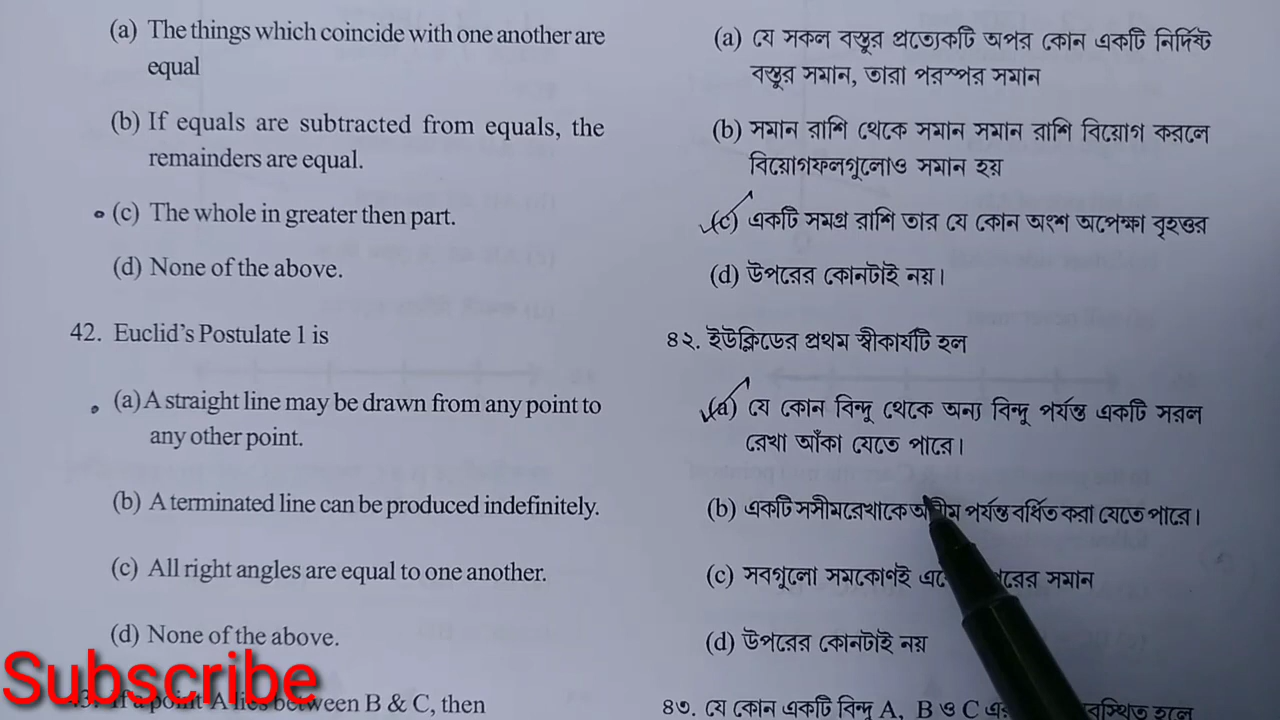 (a) The things which coincide with one another are
equal
(b) If equals are subtracted from equals, the
remainders are equal.
(c) The whole in greater then part.
(d) None of the above.
42. Euclid's Postulate 1 is
(a) A straight line may be drawn from any point to
any other point.
(b) A terminated line can be produced indefinitely.
(c) All right angles are equal to one another.
(d) None of the above.
43. If a point A lies between B & C, then
(a) যে সকল বস্তুর প্রত্যেকটি অপর কোন একটি নির্দিষ্ট
বস্তুর সমান, তারা পরস্পর সমান
(b) সমান রাশি থেকে সমান সমান রাশি বিয়োগ করলে
বিয়োগফলগুলোও সমান হয়
(c) একটি সমগ্র রাশি তার যে কোন অংশ অপেক্ষা বৃহত্তর
(d) উপরের কোনটাই নয়।
৪২. ইউক্লিডের প্রথম স্বীকার্যটি হল
(a) যে কোন বিন্দু থেকে অন্য বিন্দু পর্যন্ত একটি সরল
রেখা আঁকা যেতে পারে।
(b) একটি সসীমরেখাকে পর্যন্ত বর্ধিত করা যেতে পারে।
(c) সবগুলো সমকোণই সমান
(d) উপরের কোনটাই নয়
৪৩. যে কোন একটি বিন্দু A, B ও C
Subscribe